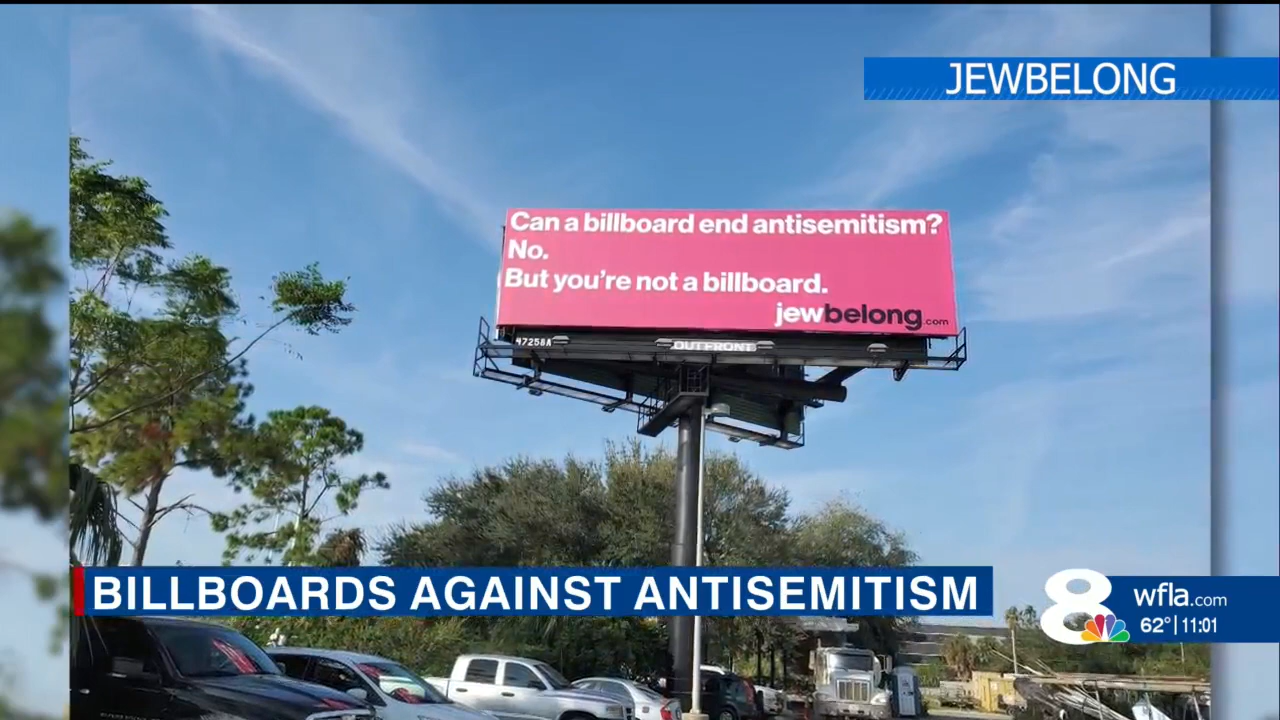 JEWBELONG
Can a billboard end antisemitism?
No.
But you're not a billboard.
jewbelong.com
47258A
OUTFRONT
BILLBOARDS AGAINST ANTISEMITISM
8
wfla.com
62° | 11:01